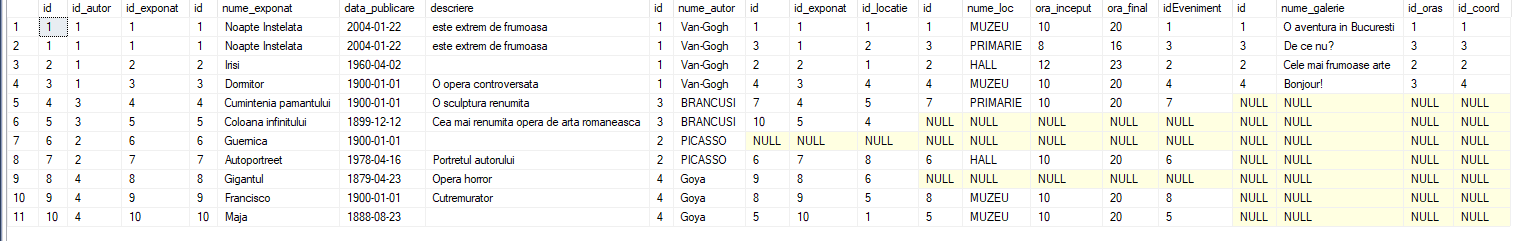 id id_autor id_exponat id nume_exponat data_publicare descriere id nume_autor id id_exponat id_locatie id nume_loc ora_inceput ora_final idEveniment id nume_galerie id_oras id_coord
1 1 1 1 1 Noapte Instelata 2004-01-22 este extrem de frumoasa 1 Van-Gogh 1 1 1 1 MUZEU 10 20 1 1 O aventura in Bucuresti 1 1
2 1 1 1 1 Noapte Instelata 2004-01-22 este extrem de frumoasa 1 Van-Gogh 3 1 2 3 PRIMARIE 8 16 3 3 De ce nu? 3 3
3 2 1 2 2 Irisi 1960-04-02 1 Van-Gogh 2 2 1 2 HALL 12 23 2 2 Cele mai frumoase arte 2 2
4 3 1 3 3 Dormitor 1900-01-01 O opera controversata 1 Van-Gogh 4 3 4 4 MUZEU 10 20 4 4 Bonjour! 3 4
5 4 3 4 4 Cumintenia pamantului 1900-01-01 O sculptura renumita 3 BRANCUSI 7 4 5 7 PRIMARIE 10 20 7 NULL NULL NULL NULL
6 5 3 5 5 Coloana infinitului 1899-12-12 Cea mai renumita opera de arta romaneasca 3 BRANCUSI 10 5 4 NULL NULL NULL NULL NULL NULL NULL NULL NULL
7 6 2 6 6 Guernica 1900-01-01 2 PICASSO NULL NULL NULL NULL NULL NULL NULL NULL NULL NULL NULL NULL
8 7 2 7 7 Autoportreet 1978-04-16 Portretul autorului 2 PICASSO 6 7 8 6 HALL 10 20 6 NULL NULL NULL NULL
9 8 4 8 8 Gigantul 1879-04-23 Opera horror 4 Goya 9 8 6 NULL NULL NULL NULL NULL NULL NULL NULL NULL
10 9 4 9 9 Francisco 1900-01-01 Cutremurator 4 Goya 8 9 5 8 MUZEU 10 20 8 NULL NULL NULL NULL
11 10 4 10 10 Maja 1888-08-23 4 Goya 5 10 1 5 MUZEU 10 20 5 NULL NULL NULL NULL